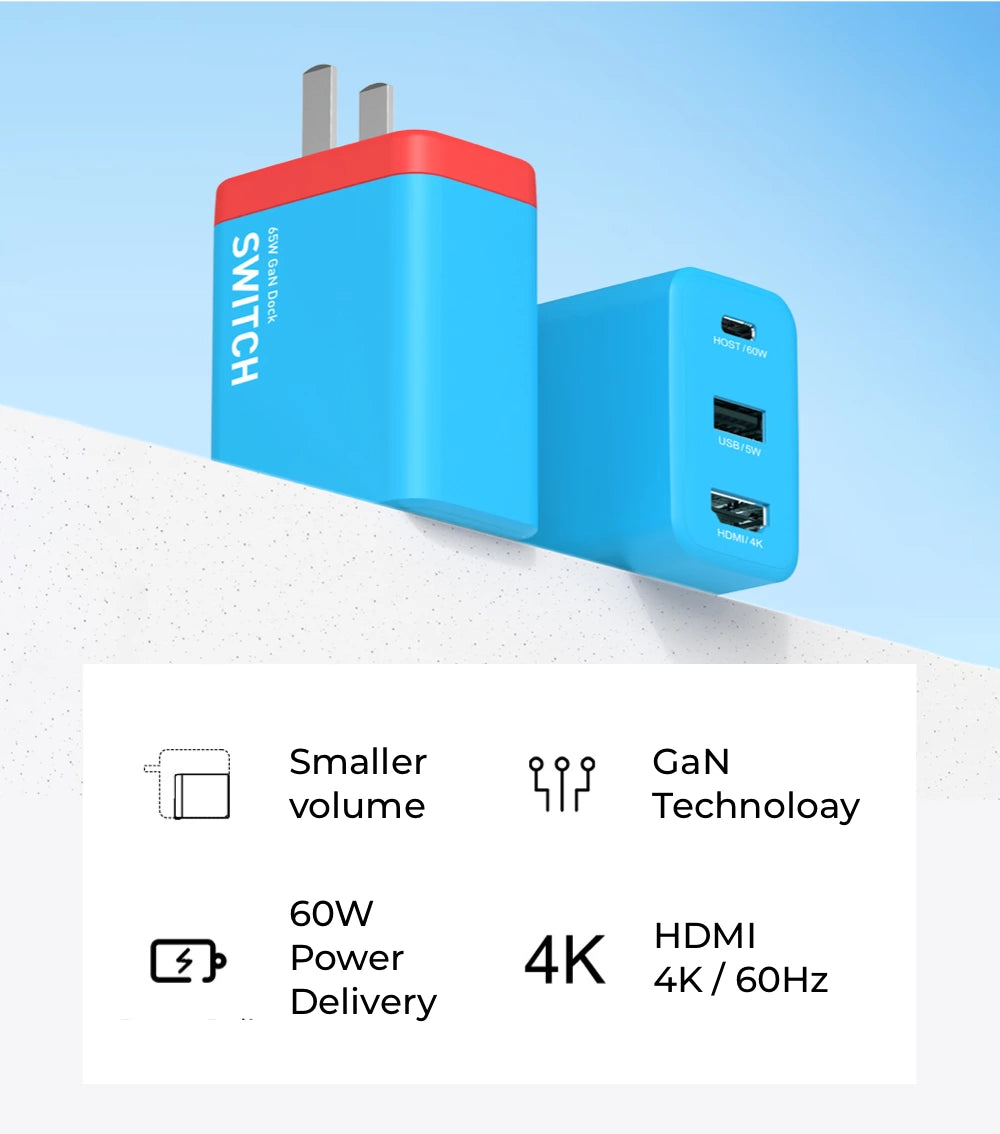 65W GaN Dock
SWITCH
HOST / 60W
USB / 5W
HDMI / 4K
Smaller
volume
GaN
Technoloay
60W
Power
Delivery
4K
HDMI
4K / 60Hz